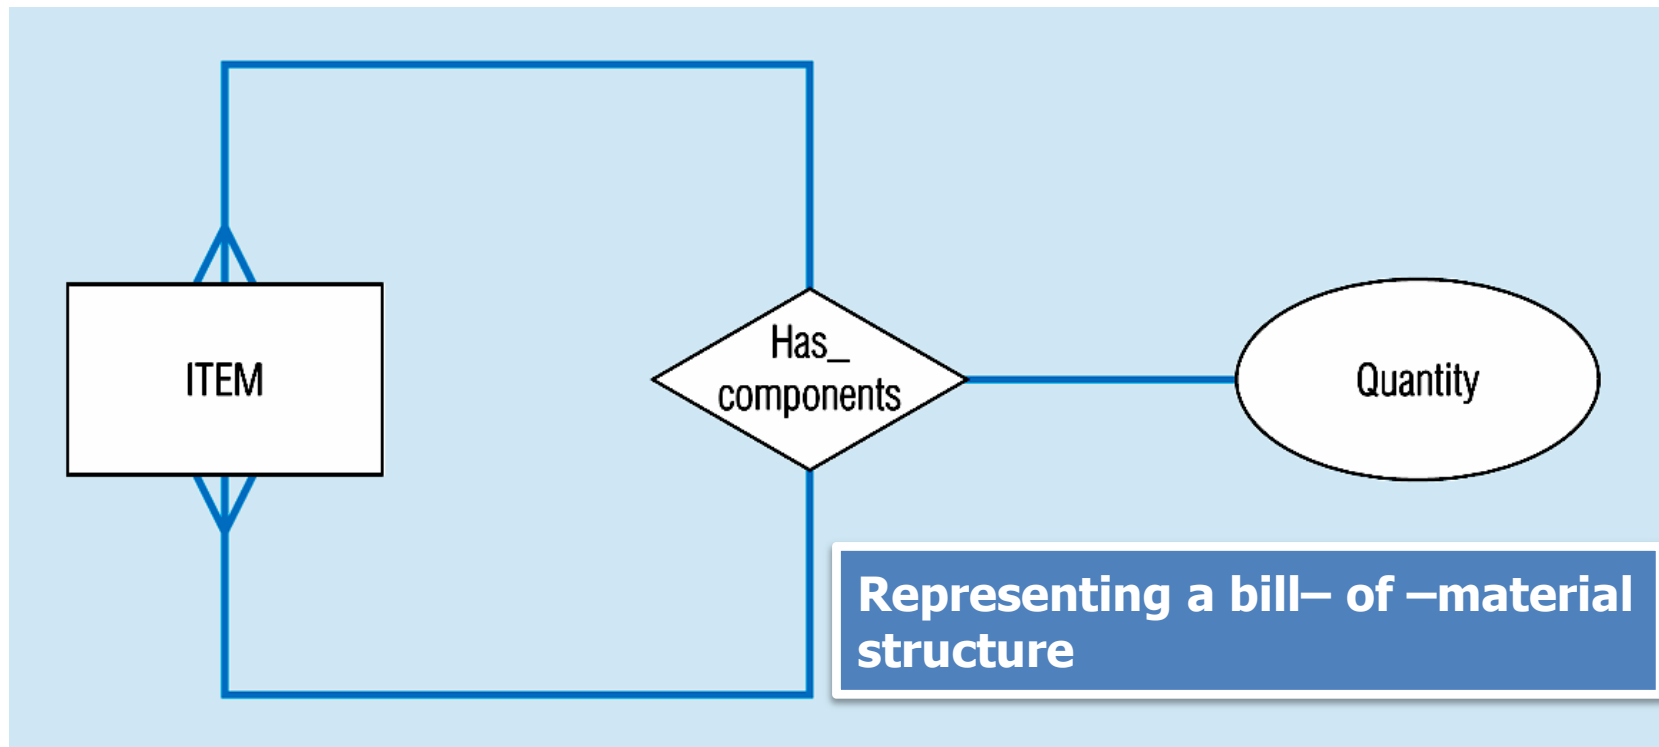 ITEM
Has_
components
Quantity
Representing a bill– of –material
structure